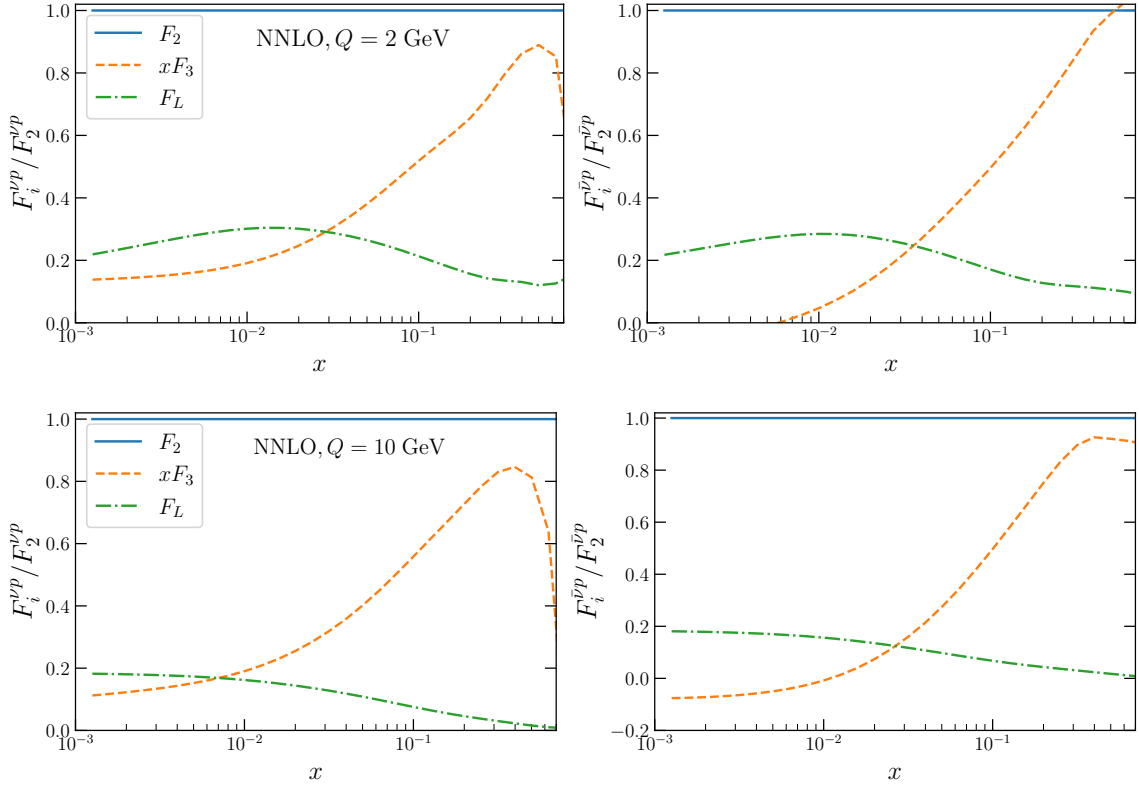 1.0
0.8
0.6
0.4
0.2
0.0
F_i^{νp}/F_2^{νp}
F_2
xF_3
F_L
NNLO, Q = 2 GeV
10^{−3}
10^{−2}
10^{−1}
x
1.0
0.8
0.6
0.4
0.2
0.0
F_i^{ν̄p}/F_2^{ν̄p}
10^{−3}
10^{−2}
10^{−1}
x
1.0
0.8
0.6
0.4
0.2
0.0
F_i^{νp}/F_2^{νp}
F_2
xF_3
F_L
NNLO, Q = 10 GeV
10^{−3}
10^{−2}
10^{−1}
x
1.0
0.8
0.6
0.4
0.2
0.0
−0.2
F_i^{ν̄p}/F_2^{ν̄p}
10^{−3}
10^{−2}
10^{−1}
x